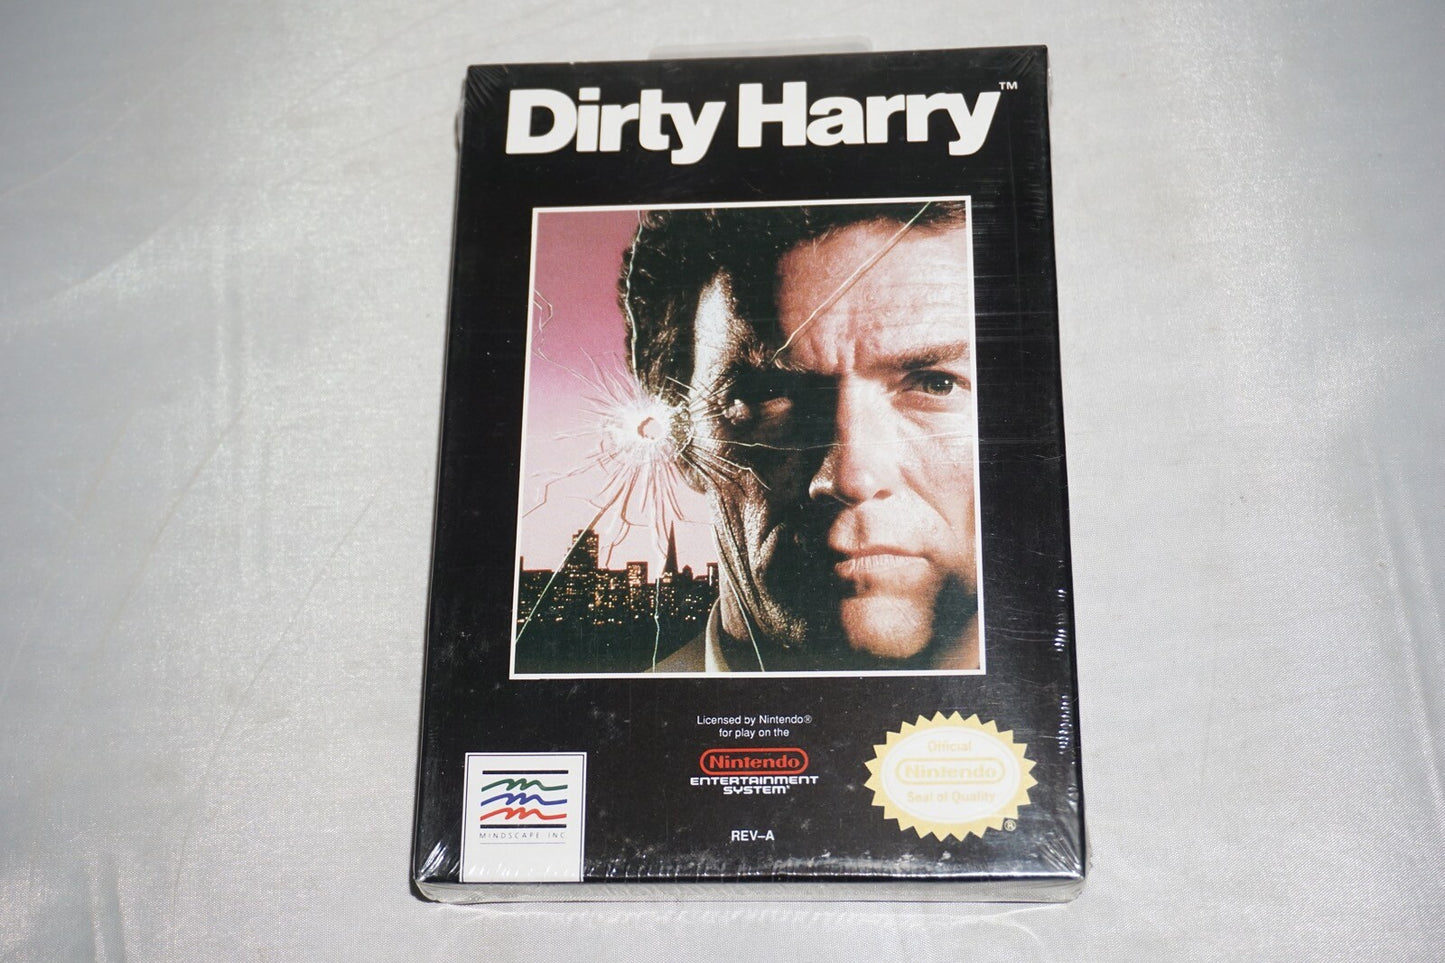 Dirty Harry™
Licensed by Nintendo®
for play on the
Nintendo
ENTERTAINMENT
SYSTEM
REV-A
MINDSCAPE INC
Official
Nintendo
Seal of Quality
®